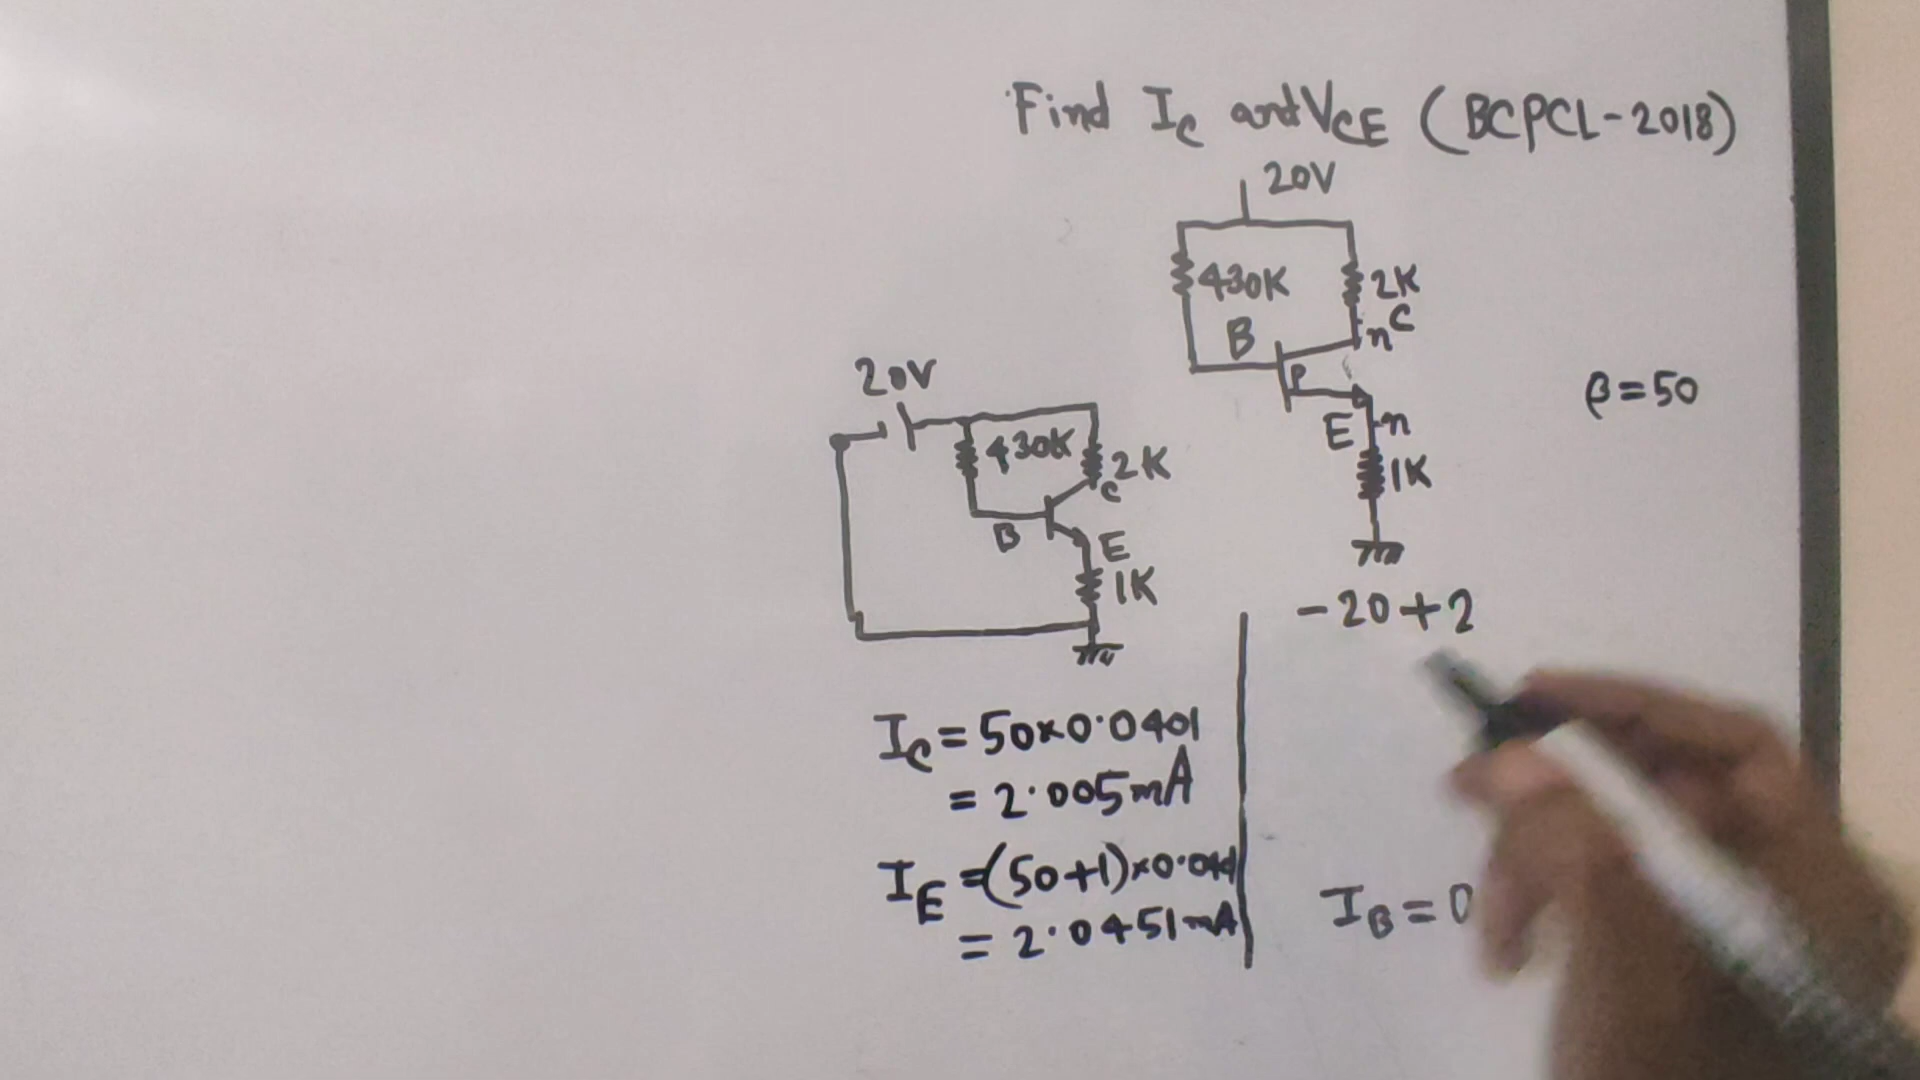 Find IC and VCE (BCPCL-2018)
20V
430K
2K
C
n
B
P
E
n
1K
β=50
20V
430K
2K
C
B
E
1K
-20+2
IC=50×0.0401
=2.005mA
IE=(50+1)×0.0401
=2.0451mA
IB=0